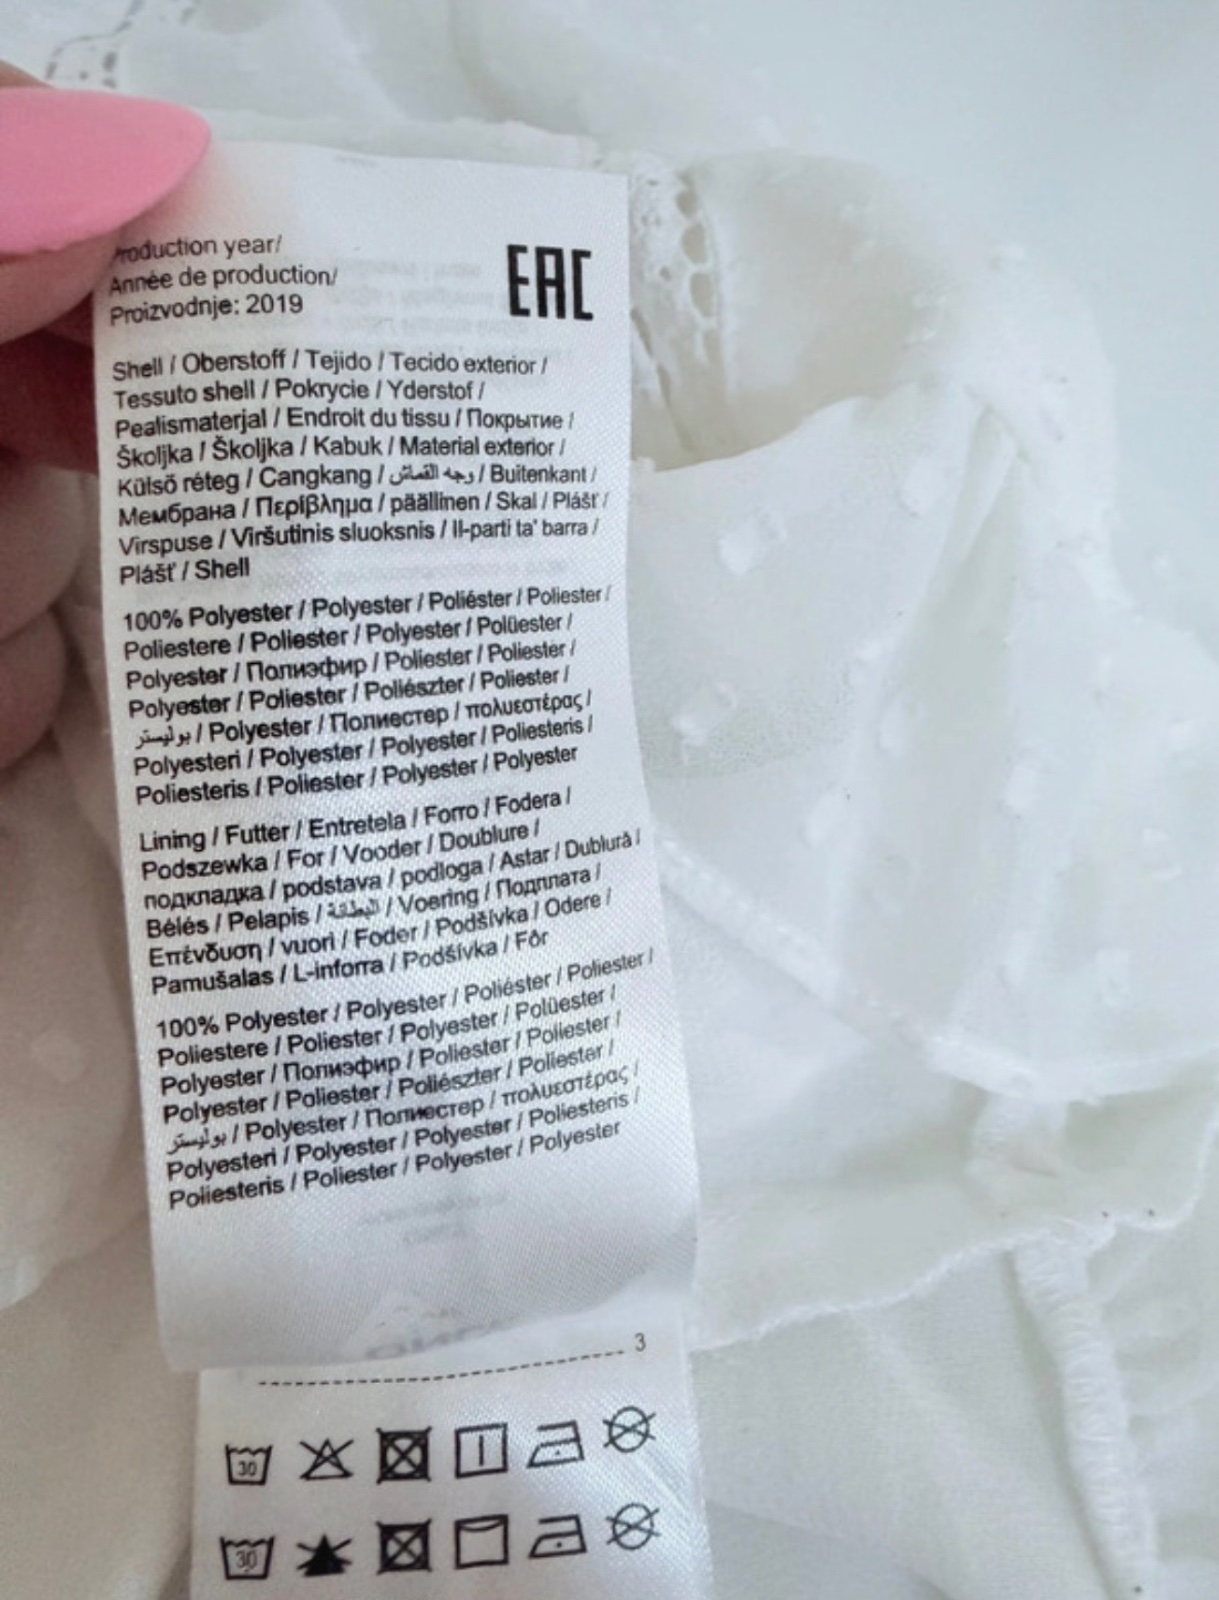 Production year/
EAC
Année de production/
Proizvodnje: 2019
Shell / Oberstoff / Tejido / Tecido exterior /
Tessuto shell / Pokrycie / Yderstof /
Pealismaterjal / Endroit du tissu / Покрытие /
Školjka / Školjka / Kabuk / Material exterior /
Külsö réteg / Cangkang / وجه القماش / Buitenkant /
Мембрана / Περίβλημα / päällinen / Skal / Plášť /
Virspuse / Viršutinis sluoksnis / Il-parti ta' barra /
Plášť / Shell
100% Polyester / Polyester / Poliéster / Poliester /
Poliestere / Poliester / Polyester / Polüester /
Polyester / Полиэфир / Poliester / Poliester /
Polyester / Poliester / Poliészter / Poliester /
بوليستر / Polyester / Полиестер / πολυεστέρας /
Polyesteri / Polyester / Polyester / Poliesteris /
Poliesteris / Poliester / Polyester / Polyester
Lining / Futter / Entretela / Forro / Fodera /
Podszewka / For / Vooder / Doublure /
подкладка / podstava / podloga / Astar / Dublură /
Bélés / Pelapis / البطانة / Voering / Подплата /
Επένδυση / vuori / Foder / Podšívka / Odere /
Pamušalas / L-inforra / Podšívka / Fôr
100% Polyester / Polyester / Poliéster / Poliester /
Poliestere / Poliester / Polyester / Polüester /
Polyester / Полиэфир / Poliester / Poliester /
Polyester / Poliester / Poliészter / Poliester /
بوليستر / Polyester / Полиестер / πολυεστέρας /
Polyesteri / Polyester / Polyester / Poliesteris /
Poliesteris / Poliester / Polyester / Polyester
3
30
30